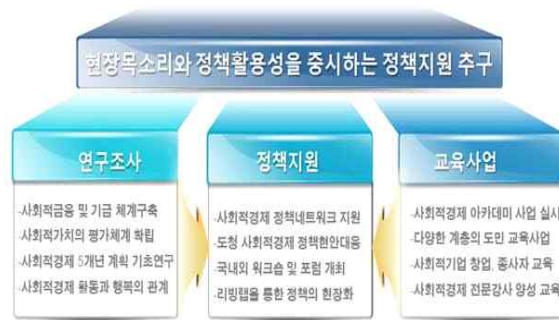 현장목소리와 정책활용성을 중시하는 정책지원 추구
연구조사
-사회적금융 및 기금 체계구축
-사회적가치의 평가체계 확립
-사회적경제 5개년 계획 기초연구
-사회적경제 활동과 행복의 관계
정책지원
-사회적경제 정책네트워크 지원
-도청 사회적경제 정책현안대응
-국내외 워크숍 및 포럼 개최
-리빙랩을 통한 정책의 현장화
교육사업
-사회적경제 아카데미 사업 실시
-다양한 계층의 도민 교육사업
-사회적기업 창업, 종사자 교육
-사회적경제 전문강사 양성 교육